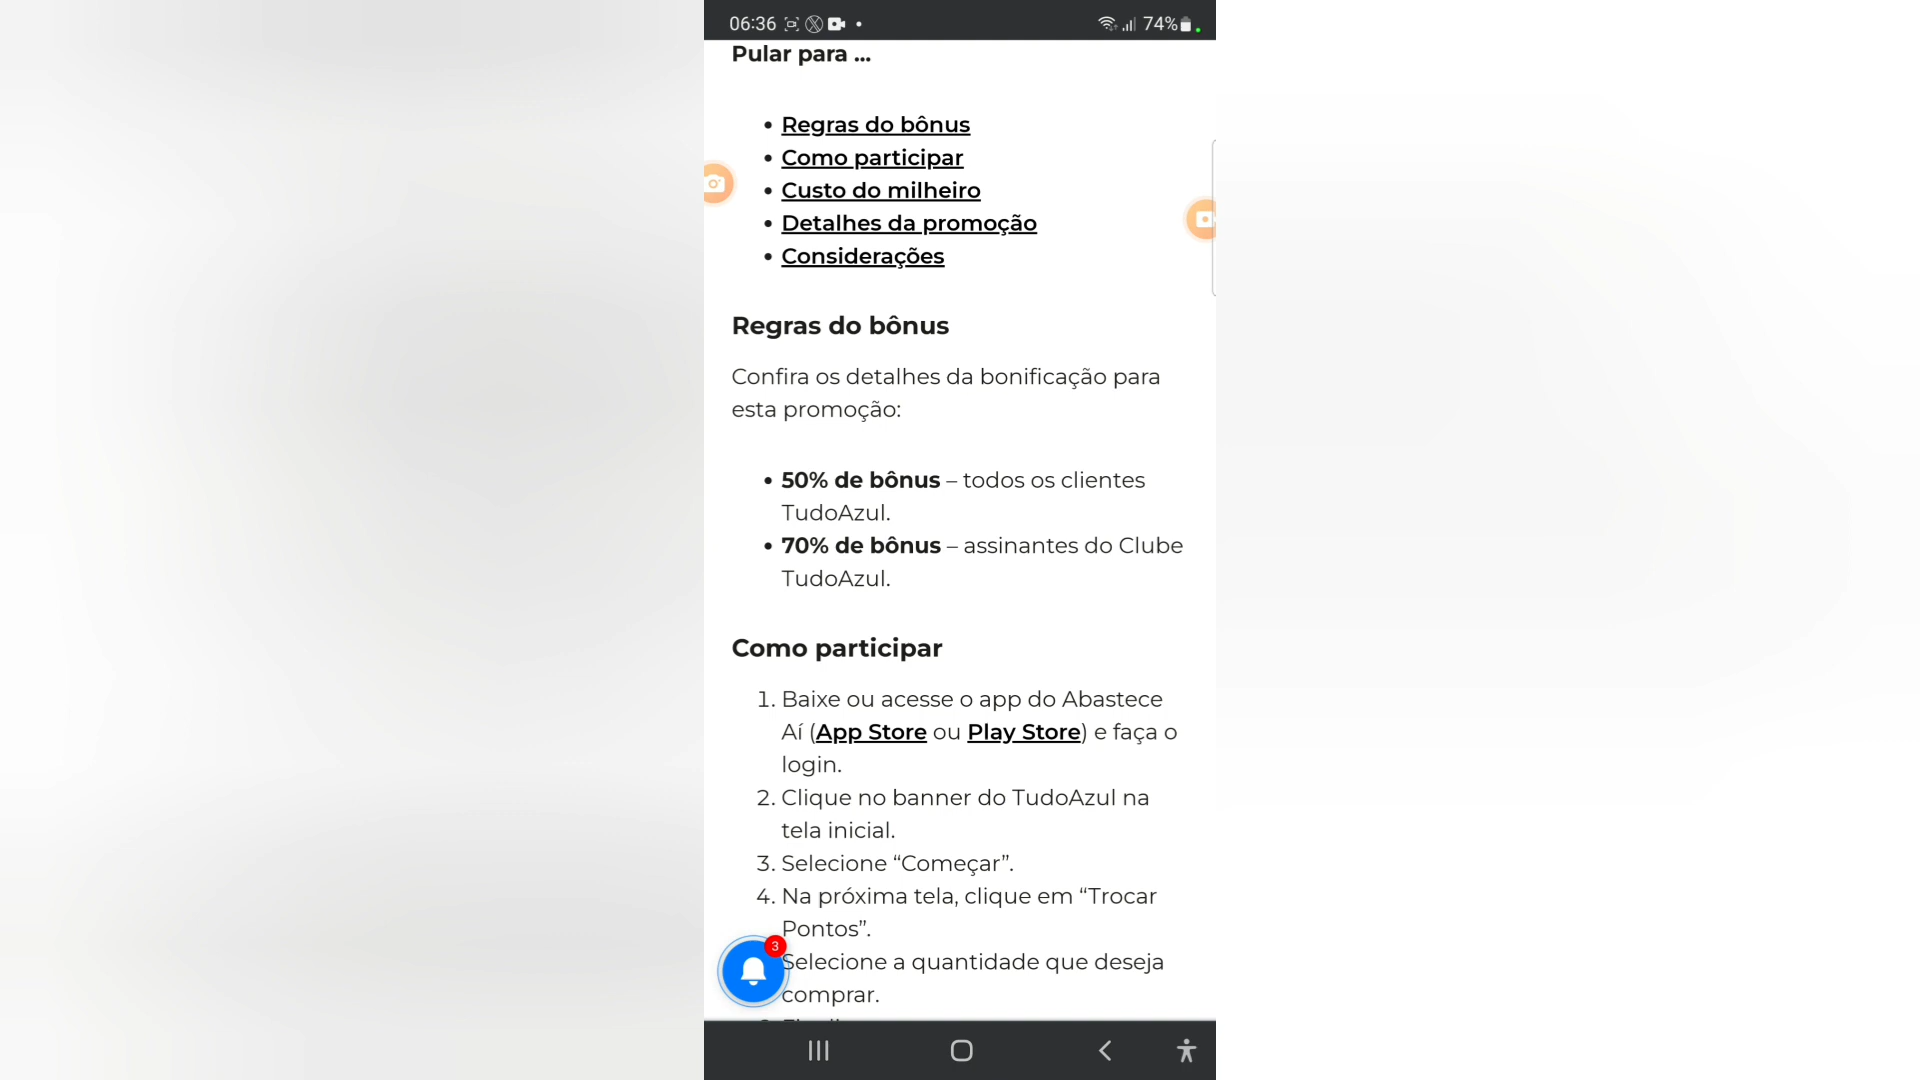 06:36
74%
Pular para ...
• Regras do bônus
• Como participar
• Custo do milheiro
• Detalhes da promoção
• Considerações
Regras do bônus
Confira os detalhes da bonificação para
esta promoção:
• 50% de bônus – todos os clientes
TudoAzul.
• 70% de bônus – assinantes do Clube
TudoAzul.
Como participar
1. Baixe ou acesse o app do Abastece
Aí (App Store ou Play Store) e faça o
login.
2. Clique no banner do TudoAzul na
tela inicial.
3. Selecione “Começar”.
4. Na próxima tela, clique em “Trocar
Pontos”.
Selecione a quantidade que deseja
comprar.
3